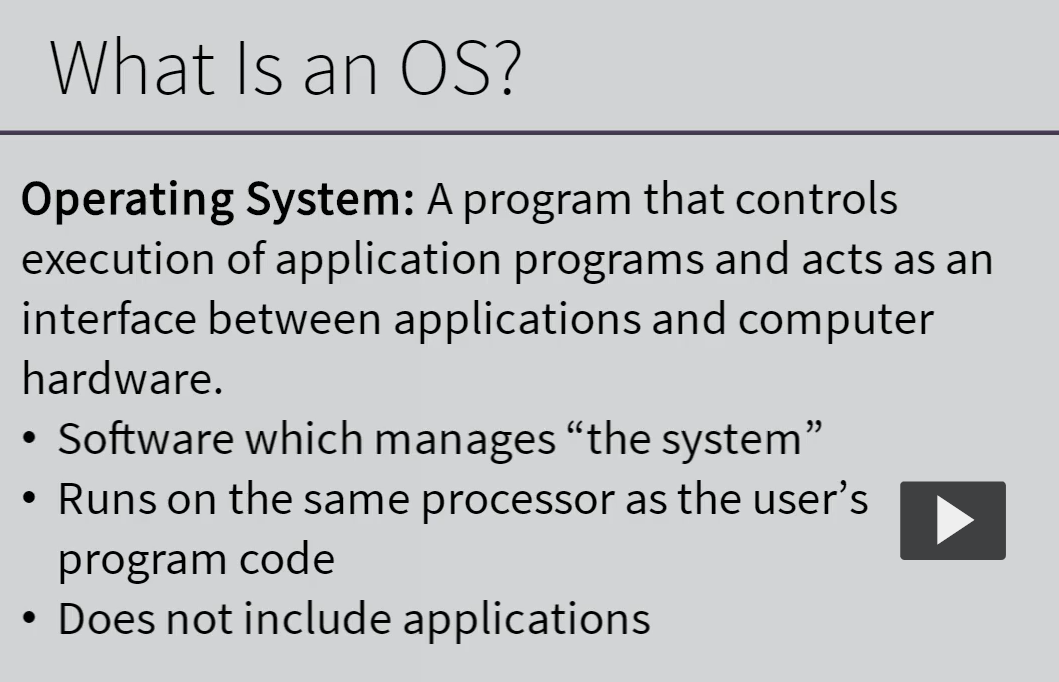 What Is an OS?
Operating System: A program that controls
execution of application programs and acts as an
interface between applications and computer
hardware.
• Software which manages “the system”
• Runs on the same processor as the user’s
program code
• Does not include applications